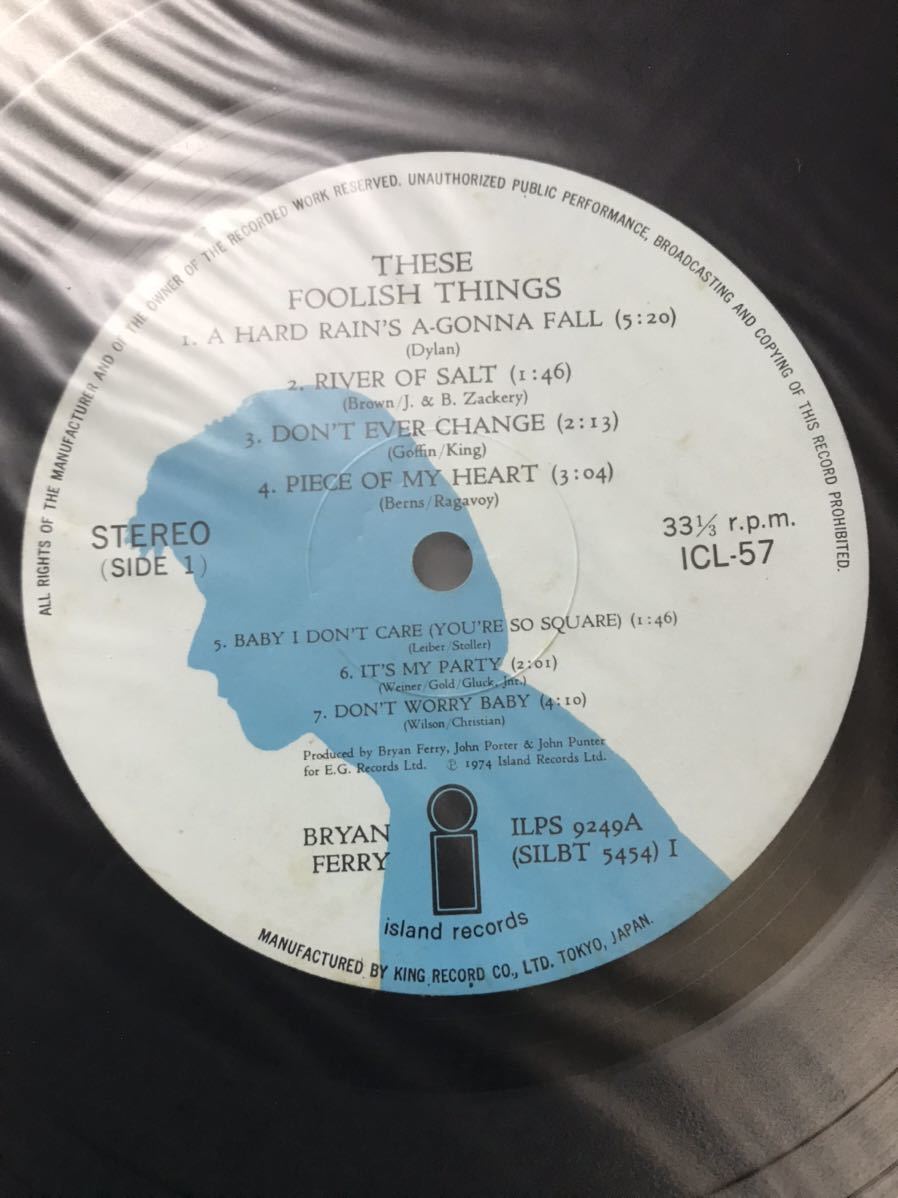 ALL RIGHTS OF THE MANUFACTURER AND OF THE OWNER OF THE RECORDED WORK RESERVED. UNAUTHORIZED PUBLIC PERFORMANCE, BROADCASTING AND COPYING OF THIS RECORD PROHIBITED.
THESE
FOOLISH THINGS
1. A HARD RAIN'S A-GONNA FALL (5:20)
(Dylan)
2. RIVER OF SALT (1:46)
(Brown/J. & B. Zackery)
3. DON'T EVER CHANGE (2:13)
(Goffin/King)
4. PIECE OF MY HEART (3:04)
(Berns/Ragavoy)
STEREO
(SIDE 1)
33⅓ r.p.m.
ICL-57
5. BABY I DON'T CARE (YOU'RE SO SQUARE) (1:46)
(Leiber/Stoller)
6. IT'S MY PARTY (2:01)
(Weiner/Gold/Gluck, Jnr.)
7. DON'T WORRY BABY (4:10)
(Wilson/Christian)
Produced by Bryan Ferry, John Porter & John Punter
for E.G. Records Ltd. ℗ 1974 Island Records Ltd.
BRYAN
FERRY
ILPS 9249A
(SILBT 5454) I
island records
MANUFACTURED BY KING RECORD CO., LTD. TOKYO, JAPAN.